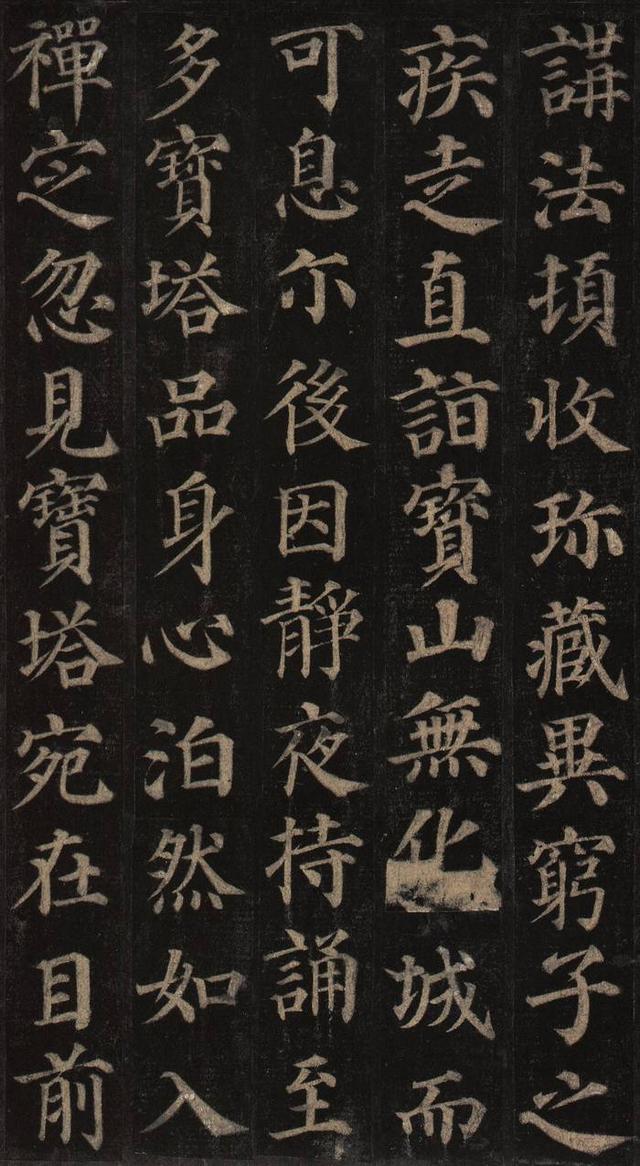 講法頓收珎藏異窮子之
疾走直詣寶山無化城而
可息尒後因靜夜持誦至
多寶塔品身心泊然如入
禪定忽見寶塔宛在目前